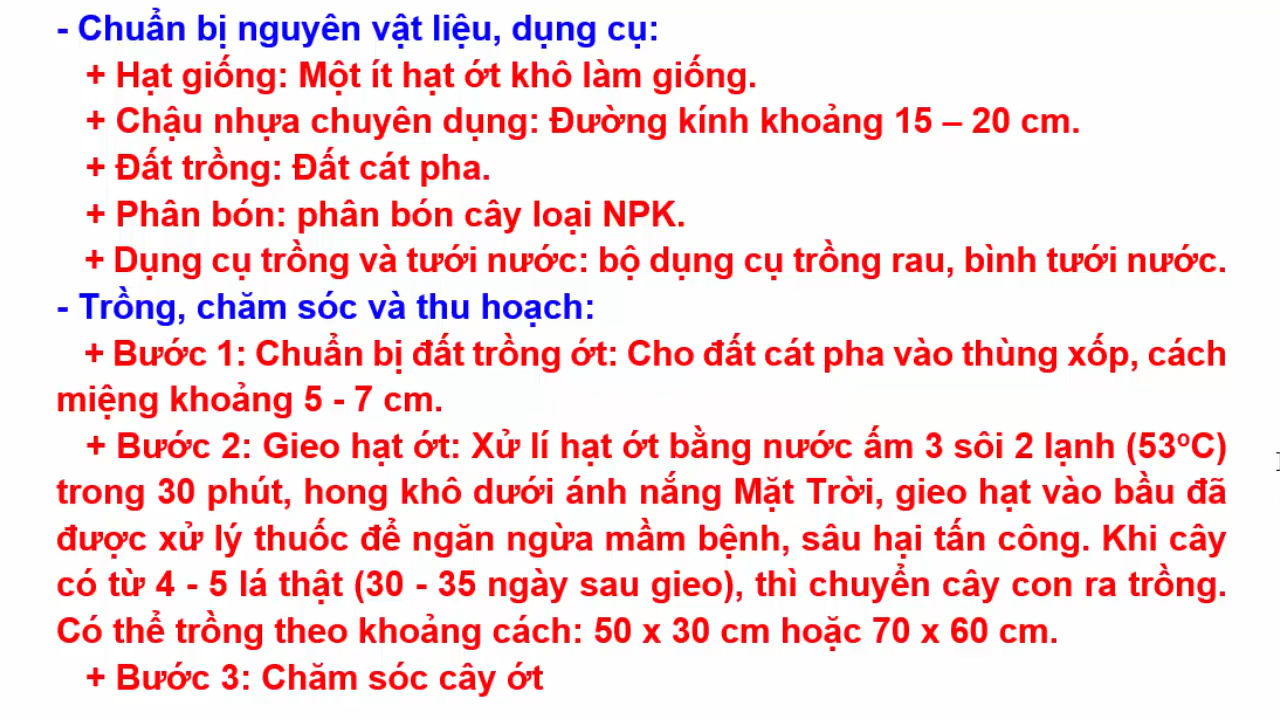 - Chuẩn bị nguyên vật liệu, dụng cụ:
+ Hạt giống: Một ít hạt ớt khô làm giống.
+ Chậu nhựa chuyên dụng: Đường kính khoảng 15 – 20 cm.
+ Đất trồng: Đất cát pha.
+ Phân bón: phân bón cây loại NPK.
+ Dụng cụ trồng và tưới nước: bộ dụng cụ trồng rau, bình tưới nước.
- Trồng, chăm sóc và thu hoạch:
+ Bước 1: Chuẩn bị đất trồng ớt: Cho đất cát pha vào thùng xốp, cách
miệng khoảng 5 - 7 cm.
+ Bước 2: Gieo hạt ớt: Xử lí hạt ớt bằng nước ấm 3 sôi 2 lạnh (53ºC)
trong 30 phút, hong khô dưới ánh nắng Mặt Trời, gieo hạt vào bầu đã
được xử lý thuốc để ngăn ngừa mầm bệnh, sâu hại tấn công. Khi cây
có từ 4 - 5 lá thật (30 - 35 ngày sau gieo), thì chuyển cây con ra trồng.
Có thể trồng theo khoảng cách: 50 x 30 cm hoặc 70 x 60 cm.
+ Bước 3: Chăm sóc cây ớt